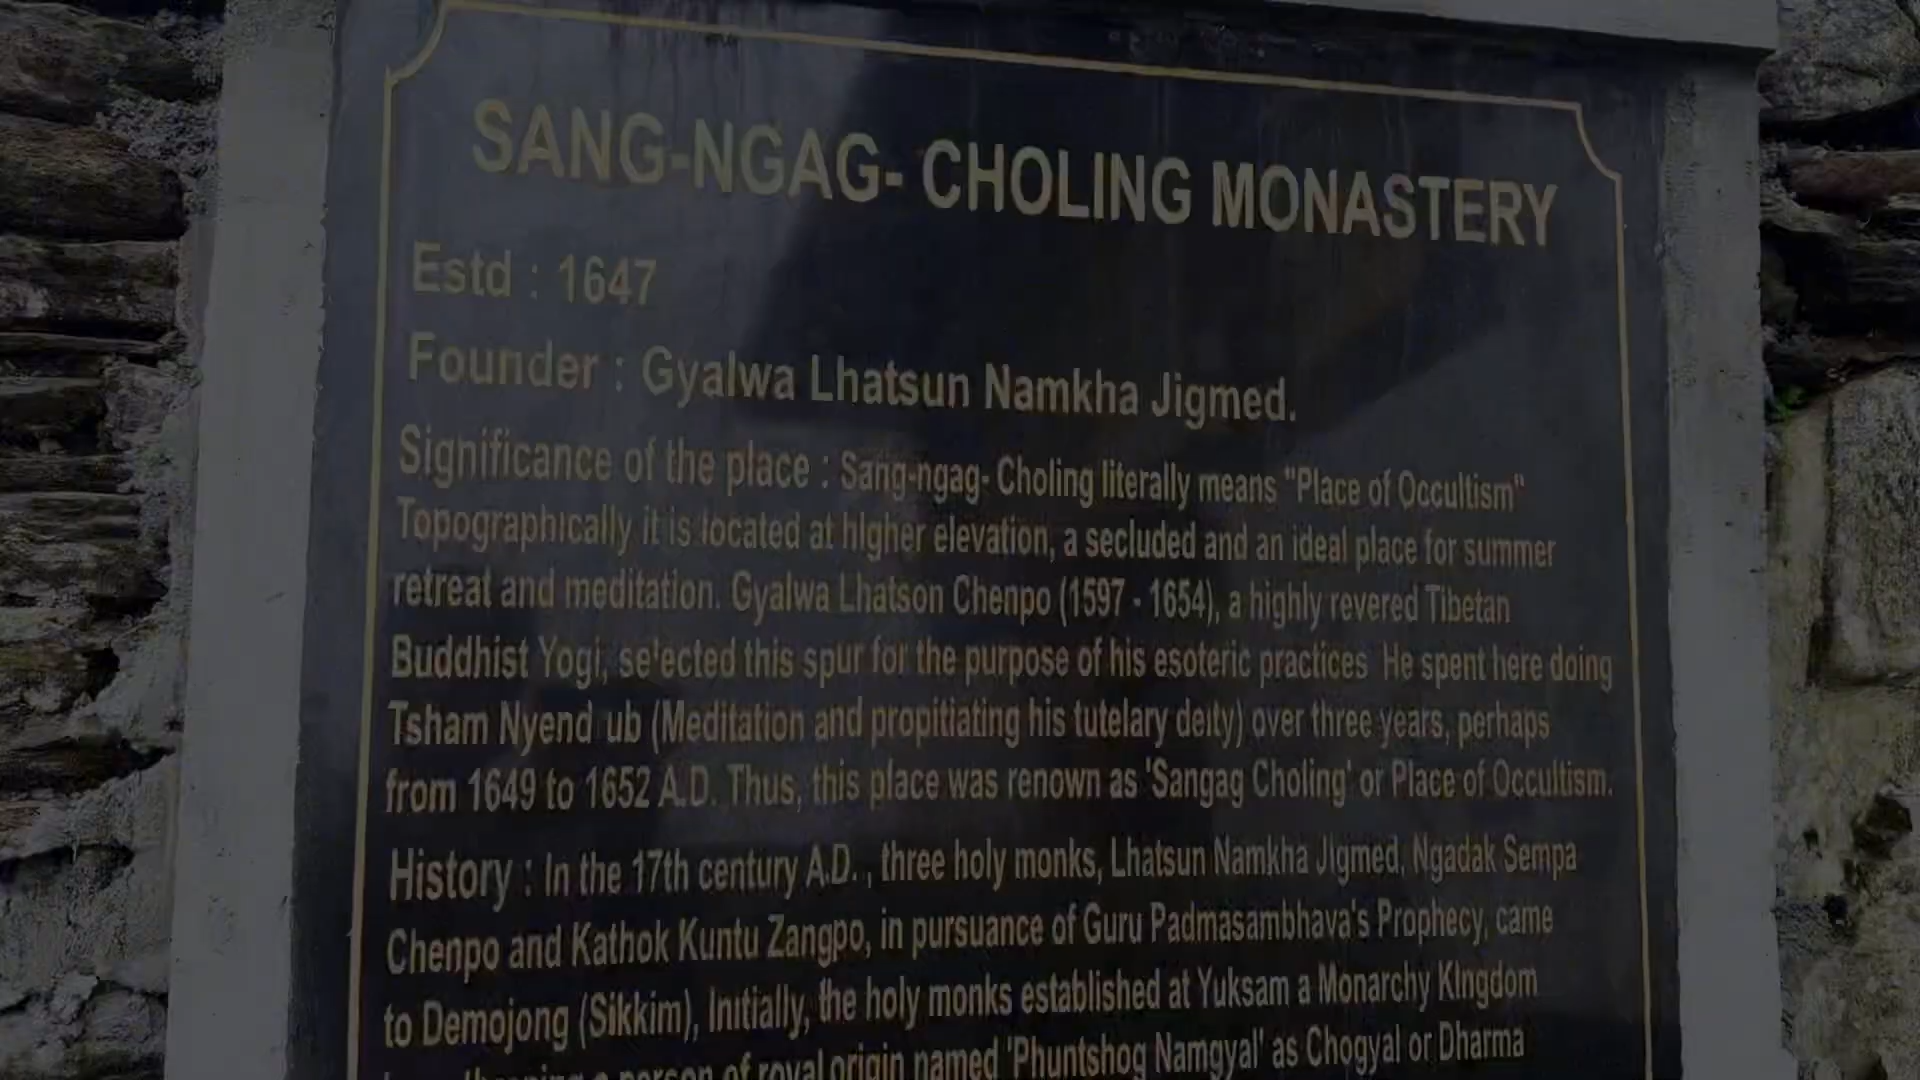 SANG-NGAG- CHOLING MONASTERY
Estd : 1647
Founder : Gyalwa Lhatsun Namkha Jigmed.
Significance of the place : Sang-ngag- Choling literally means "Place of Occultism"
Topographically it is located at higher elevation, a secluded and an ideal place for summer
retreat and meditation. Gyalwa Lhatson Chenpo (1597 - 1654), a highly revered Tibetan
Buddhist Yogi, se'ected this spur for the purpose of his esoteric practices He spent here doing
Tsham Nyend ub (Meditation and propitiating his tutelary deity) over three years, perhaps
from 1649 to 1652 A.D. Thus, this place was renown as 'Sangag Choling' or Place of Occultism.
History : In the 17th century A.D. , three holy monks, Lhatsun Namkha Jigmed, Ngadak Sempa
Chenpo and Kathok Kuntu Zangpo, in pursuance of Guru Padmasambhava's Prophecy, came
to Demojong (Sikkim), Initially, the holy monks established at Yuksam a Monarchy KIngdom
a person of royal origin named 'Phuntshog Namgyal' as Chogyal or Dharma